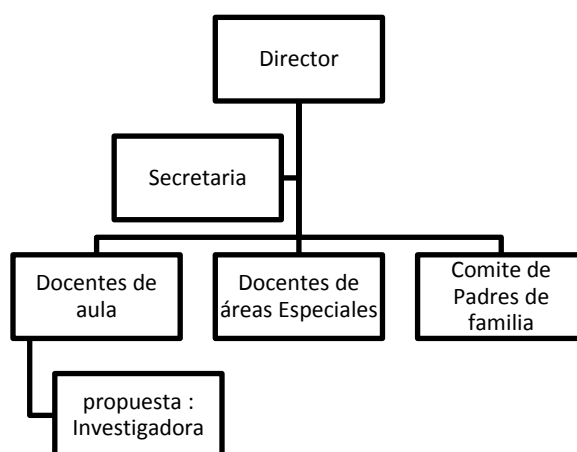 Director
Secretaria
Docentes de
aula
Docentes de
áreas Especiales
Comite de
Padres de
familia
propuesta :
Investigadora